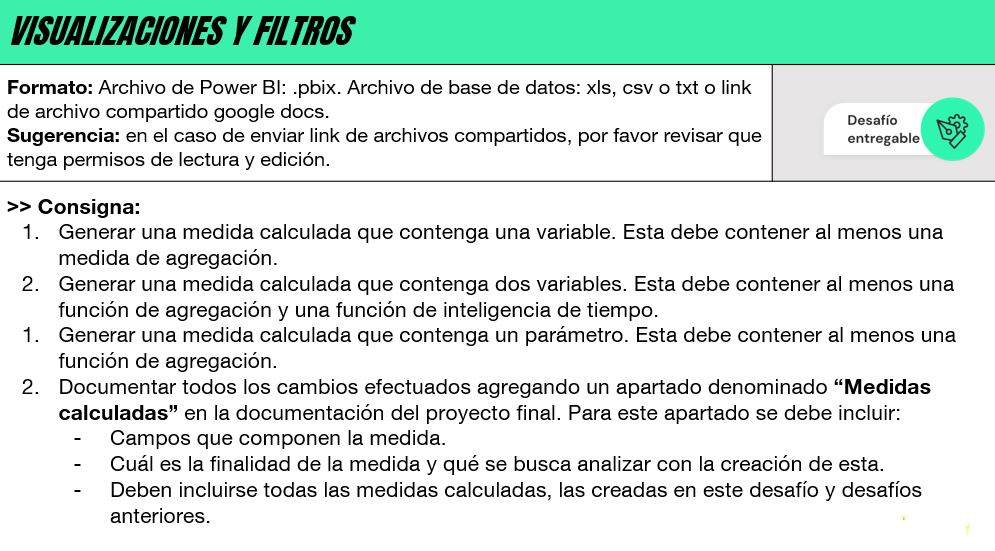 VISUALIZACIONES Y FILTROS
Formato: Archivo de Power BI: .pbix. Archivo de base de datos: xls, csv o txt o link
de archivo compartido google docs.
Sugerencia: en el caso de enviar link de archivos compartidos, por favor revisar que
tenga permisos de lectura y edición.
Desafío
entregable
>> Consigna:
1. Generar una medida calculada que contenga una variable. Esta debe contener al menos una
medida de agregación.
2. Generar una medida calculada que contenga dos variables. Esta debe contener al menos una
función de agregación y una función de inteligencia de tiempo.
1. Generar una medida calculada que contenga un parámetro. Esta debe contener al menos una
función de agregación.
2. Documentar todos los cambios efectuados agregando un apartado denominado “Medidas
calculadas” en la documentación del proyecto final. Para este apartado se debe incluir:
- Campos que componen la medida.
- Cuál es la finalidad de la medida y qué se busca analizar con la creación de esta.
- Deben incluirse todas las medidas calculadas, las creadas en este desafío y desafíos
anteriores.